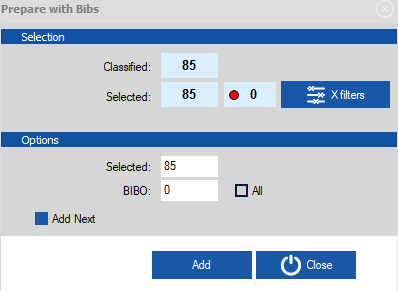 Prepare with Bibs
Selection
Classified: 85
Selected: 85 0 X filters
Options
Selected: 85
BIBO: 0 All
Add Next
Add Close